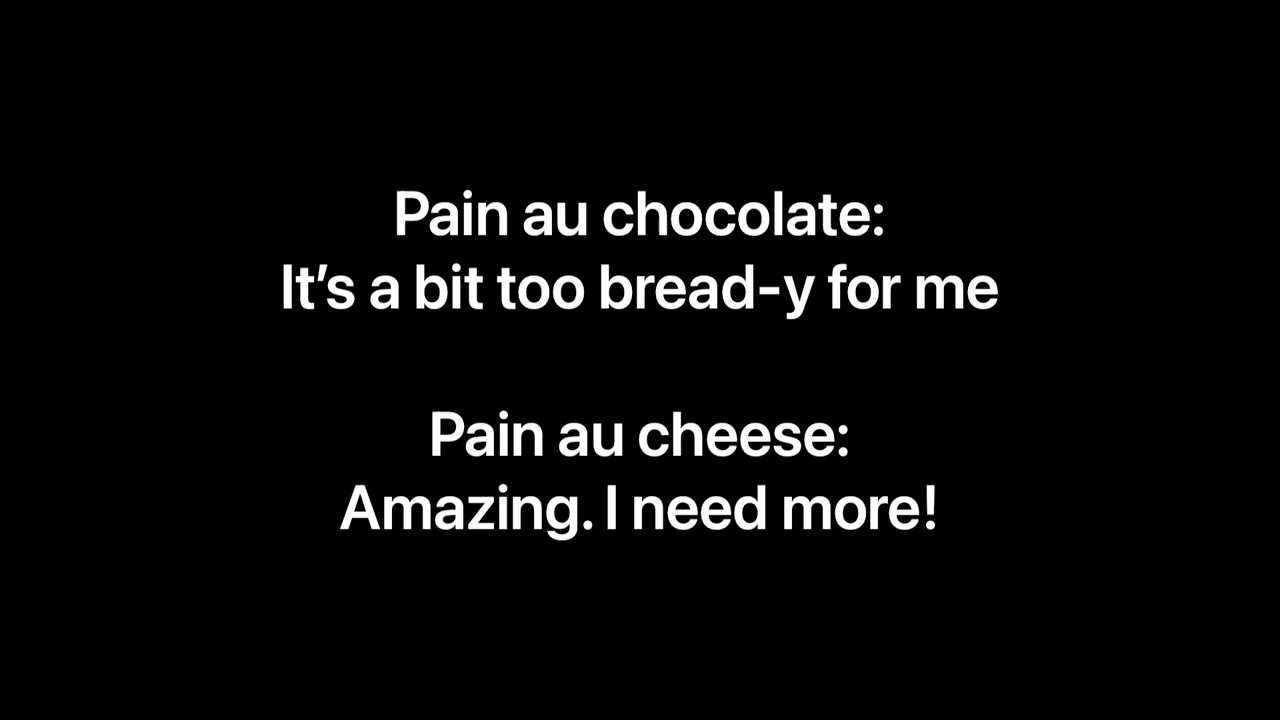 Pain au chocolate:
It’s a bit too bread-y for me
Pain au cheese:
Amazing. I need more!